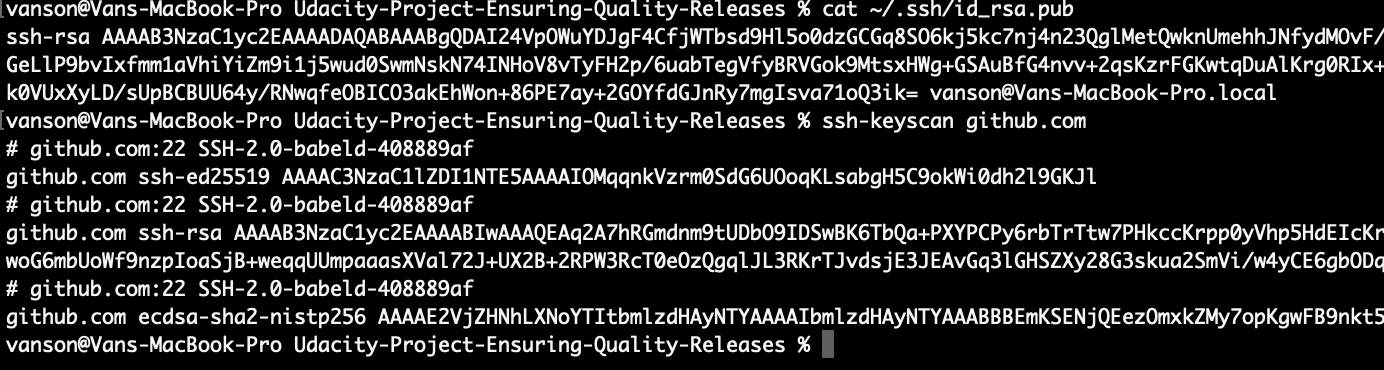 vanson@Vans-MacBook-Pro Udacity-Project-Ensuring-Quality-Releases % cat ~/.ssh/id_rsa.pub
ssh-rsa AAAAB3NzaC1yc2EAAAADAQABAAABgQDAI24VpOWuYDJgF4CfjWTbsd9Hl5o0dzGCGq8SO6kj5kc7nj4n23QglMetQwknUmehhJNfydMOvF/
GeLlP9bvIxfmm1aVhiYiZm9i1j5wud0SwmNskN74INHoV8vTyFH2p/6uabTegVfyBRVGok9MtsxHWg+GSAuBfG4nvv+2qsKzrFGKwtqDuAlKrg0RIx+
k0VUxXyLD/sUpBCBUU64y/RNwqfeOBICO3akEhWon+86PE7ay+2GOYfdGJnRy7mgIsva71oQ3ik= vanson@Vans-MacBook-Pro.local
vanson@Vans-MacBook-Pro Udacity-Project-Ensuring-Quality-Releases % ssh-keyscan github.com
# github.com:22 SSH-2.0-babeld-408889af
github.com ssh-ed25519 AAAAC3NzaC1lZDI1NTE5AAAAIOMqqnkVzrm0SdG6UOoqKLsabgH5C9okWi0dh2l9GKJl
# github.com:22 SSH-2.0-babeld-408889af
github.com ssh-rsa AAAAB3NzaC1yc2EAAAABIwAAAQEAq2A7hRGmdnm9tUDbO9IDSwBK6TbQa+PXYPCPy6rbTrTtw7PHkccKrpp0yVhp5HdEIcKr
woG6mbUoWf9nzpIoaSjB+weqqUUmpaaasXVal72J+UX2B+2RPW3RcT0eOzQgqlJL3RKrTJvdsjE3JEAvGq3lGHSZXy28G3skua2SmVi/w4yCE6gbODq
# github.com:22 SSH-2.0-babeld-408889af
github.com ecdsa-sha2-nistp256 AAAAE2VjZHNhLXNoYTItbmlzdHAyNTYAAAAIbmlzdHAyNTYAAABBBEmKSENjQEezOmxkZMy7opKgwFB9nkt5
vanson@Vans-MacBook-Pro Udacity-Project-Ensuring-Quality-Releases %